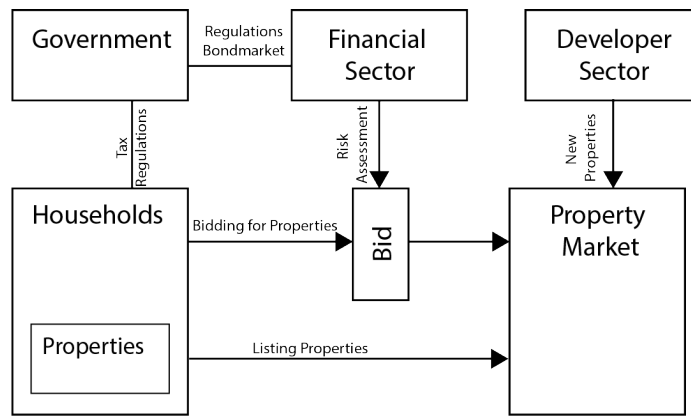 Government
Regulations
Bondmarket
Financial
Sector
Developer
Sector
Tax
Regulations
Risk
Assessment
New
Properties
Households
Bidding for Properties
Bid
Property
Market
Properties
Listing Properties